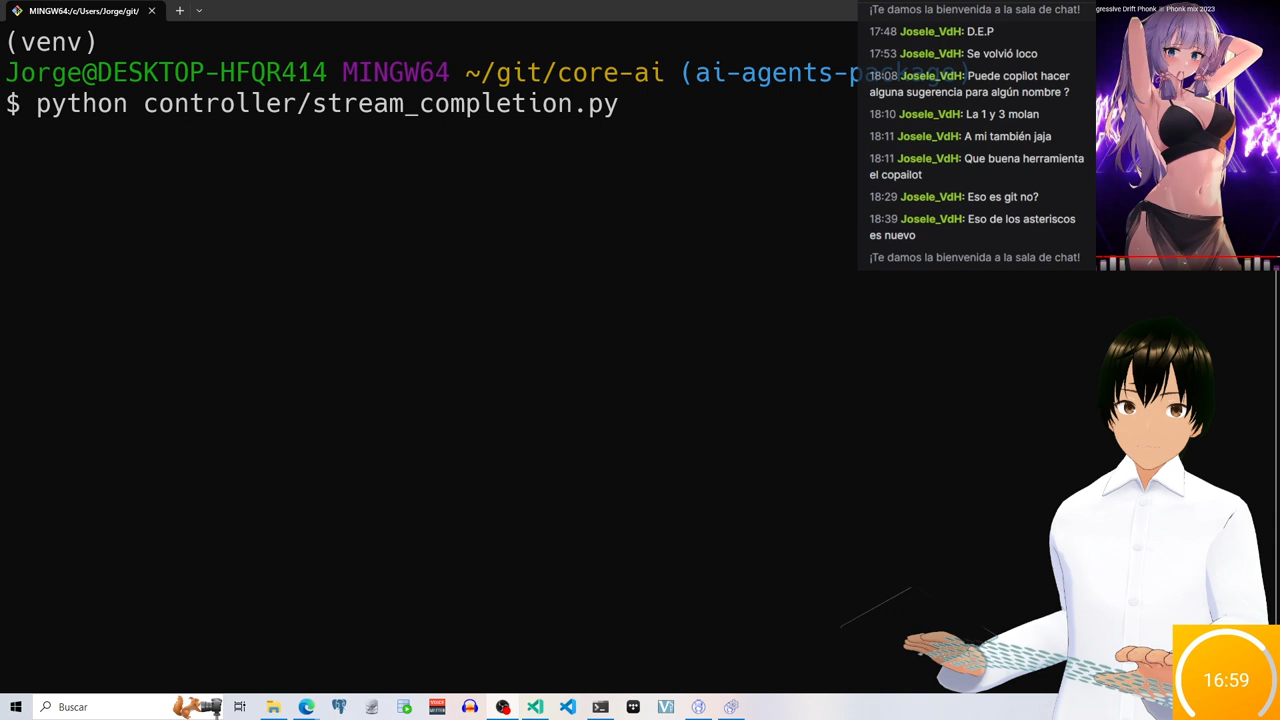 MINGW64:/c/Users/Jorge/git/
(venv)
Jorge@DESKTOP-HFQR414 MINGW64 ~/git/core-ai (ai-agents-package)
$ python controller/stream_completion.py
¡Te damos la bienvenida a la sala de chat!
17:48 Josele_VdH: D.E.P
17:53 Josele_VdH: Se volvió loco
18:08 Josele_VdH: Puede copilot hacer
alguna sugerencia para algún nombre ?
18:10 Josele_VdH: La 1 y 3 molan
18:11 Josele_VdH: A mi también jaja
18:11 Josele_VdH: Que buena herramienta
el copailot
18:29 Josele_VdH: Eso es git no?
18:39 Josele_VdH: Eso de los asteriscos
es nuevo
¡Te damos la bienvenida a la sala de chat!
gressive Drift Phonk Phonk mix 2023
16:59
Buscar